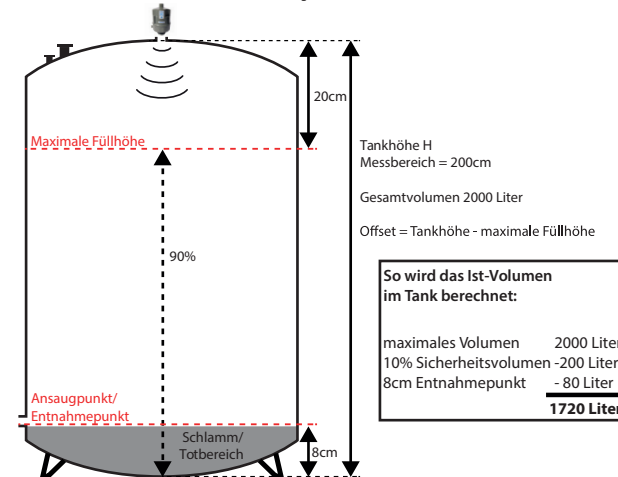 20cm
Maximale Füllhöhe
Tankhöhe H
Messbereich = 200cm
Gesamtvolumen 2000 Liter
Offset = Tankhöhe - maximale Füllhöhe
90%
So wird das Ist-Volumen
im Tank berechnet:
maximales Volumen 2000 Liter
10% Sicherheitsvolumen -200 Liter
8cm Entnahmepunkt - 80 Liter
1720 Liter
Ansaugpunkt/
Entnahmepunkt
Schlamm/
Totbereich
8cm